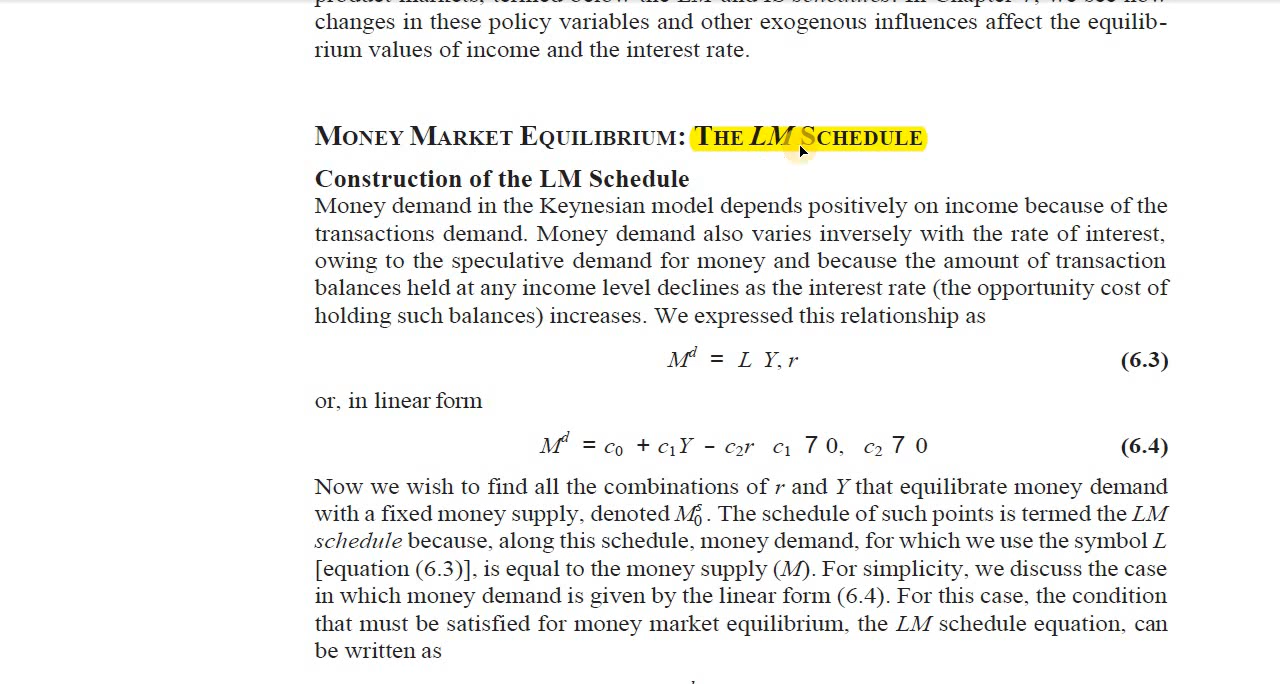 changes in these policy variables and other exogenous influences affect the equilib-
rium values of income and the interest rate.
MONEY MARKET EQUILIBRIUM: THE LM SCHEDULE
Construction of the LM Schedule
Money demand in the Keynesian model depends positively on income because of the
transactions demand. Money demand also varies inversely with the rate of interest,
owing to the speculative demand for money and because the amount of transaction
balances held at any income level declines as the interest rate (the opportunity cost of
holding such balances) increases. We expressed this relationship as
Mᵈ = L Y, r (6.3)
or, in linear form
Mᵈ = c₀ + c₁Y − c₂r c₁ 7 0, c₂ 7 0 (6.4)
Now we wish to find all the combinations of r and Y that equilibrate money demand
with a fixed money supply, denoted M₀ˢ. The schedule of such points is termed the LM
schedule because, along this schedule, money demand, for which we use the symbol L
[equation (6.3)], is equal to the money supply (M). For simplicity, we discuss the case
in which money demand is given by the linear form (6.4). For this case, the condition
that must be satisfied for money market equilibrium, the LM schedule equation, can
be written as